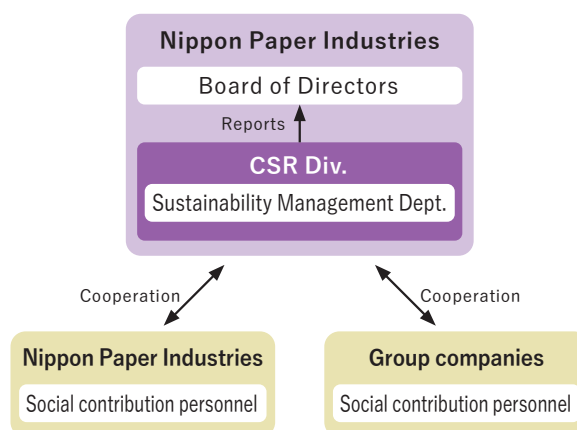 Nippon Paper Industries
Board of Directors
Reports
CSR Div.
Sustainability Management Dept.
Cooperation
Cooperation
Nippon Paper Industries
Social contribution personnel
Group companies
Social contribution personnel